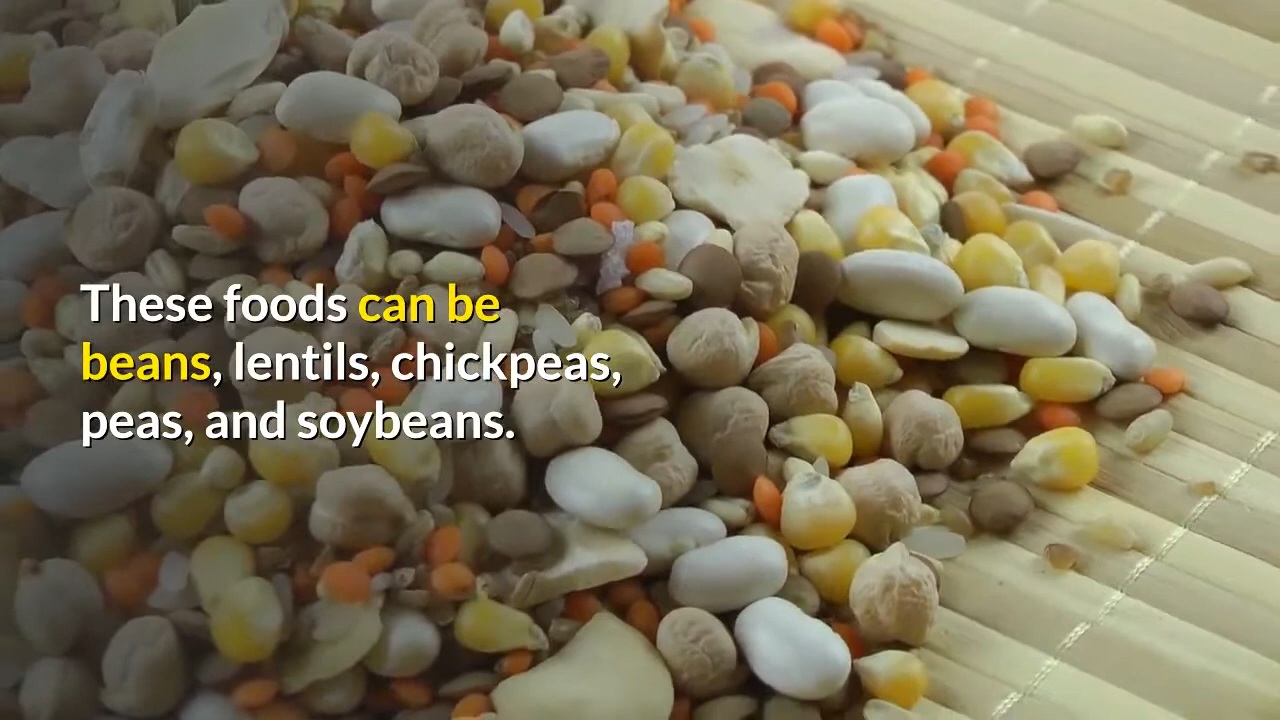 These foods can be
beans, lentils, chickpeas,
peas, and soybeans.